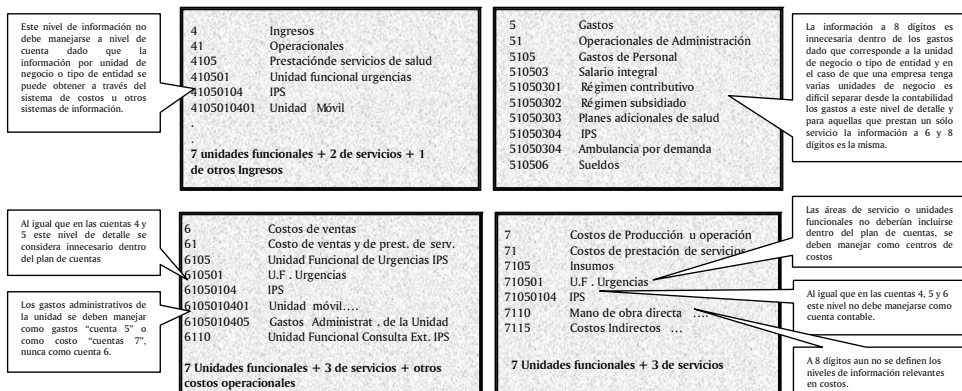 Este nivel de información no
debe manejarse a nivel de
cuenta dado que la
información por unidad de
negocio o tipo de entidad se
puede obtener a través del
sistema de costos u otros
sistemas de información.
4 Ingresos
41 Operacionales
4105 Prestaciónde servicios de salud
410501 Unidad funcional urgencias
41050104 IPS
4105010401 Unidad Móvil
.
.
7 unidades funcionales + 2 de servicios + 1
de otros Ingresos
5 Gastos
51 Operacionales de Administración
5105 Gastos de Personal
510503 Salario integral
51050301 Régimen contributivo
51050302 Régimen subsidiado
51050303 Planes adicionales de salud
51050304 IPS
51050304 Ambulancia por demanda
510506 Sueldos
La información a 8 dígitos es
innecesaria dentro de los gastos
dado que corresponde a la unidad
de negocio o tipo de entidad y en
el caso de que una empresa tenga
varias unidades de negocio es
difícil separar desde la contabilidad
los gastos a este nivel de detalle y
para aquellas que prestan un sólo
servicio la información a 6 y 8
dígitos es la misma.
Al igual que en las cuentas 4 y
5 este nivel de detalle se
considera innecesario dentro
del plan de cuentas
Los gastos administrativos de
la unidad se deben manejar
como gastos "cuenta 5" o
como costo "cuentas 7",
nunca como cuenta 6.
6 Costos de ventas
61 Costo de ventas y de prest. de serv.
6105 Unidad Funcional de Urgencias IPS
610501 U.F . Urgencias
61050104 IPS
6105010401 Unidad móvil....
6105010405 Gastos Administrat . de la Unidad
6110 Unidad Funcional Consulta Ext. IPS
7 Unidades funcionales + 3 de servicios + otros
costos operacionales
7 Costos de Producción u operación
71 Costos de prestación de servicios
7105 Insumos
710501 U.F . Urgencias
71050104 IPS
7110 Mano de obra directa ....
7115 Costos Indirectos ...
7 Unidades funcionales + 3 de servicios
Las áreas de servicio o unidades
funcionales no deberían incluirse
dentro del plan de cuentas, se
deben manejar como centros de
costos
Al igual que en las cuentas 4, 5 y 6
este nivel no debe manejarse como
cuenta contable.
A 8 dígitos aun no se definen los
niveles de información relevantes
en costos.